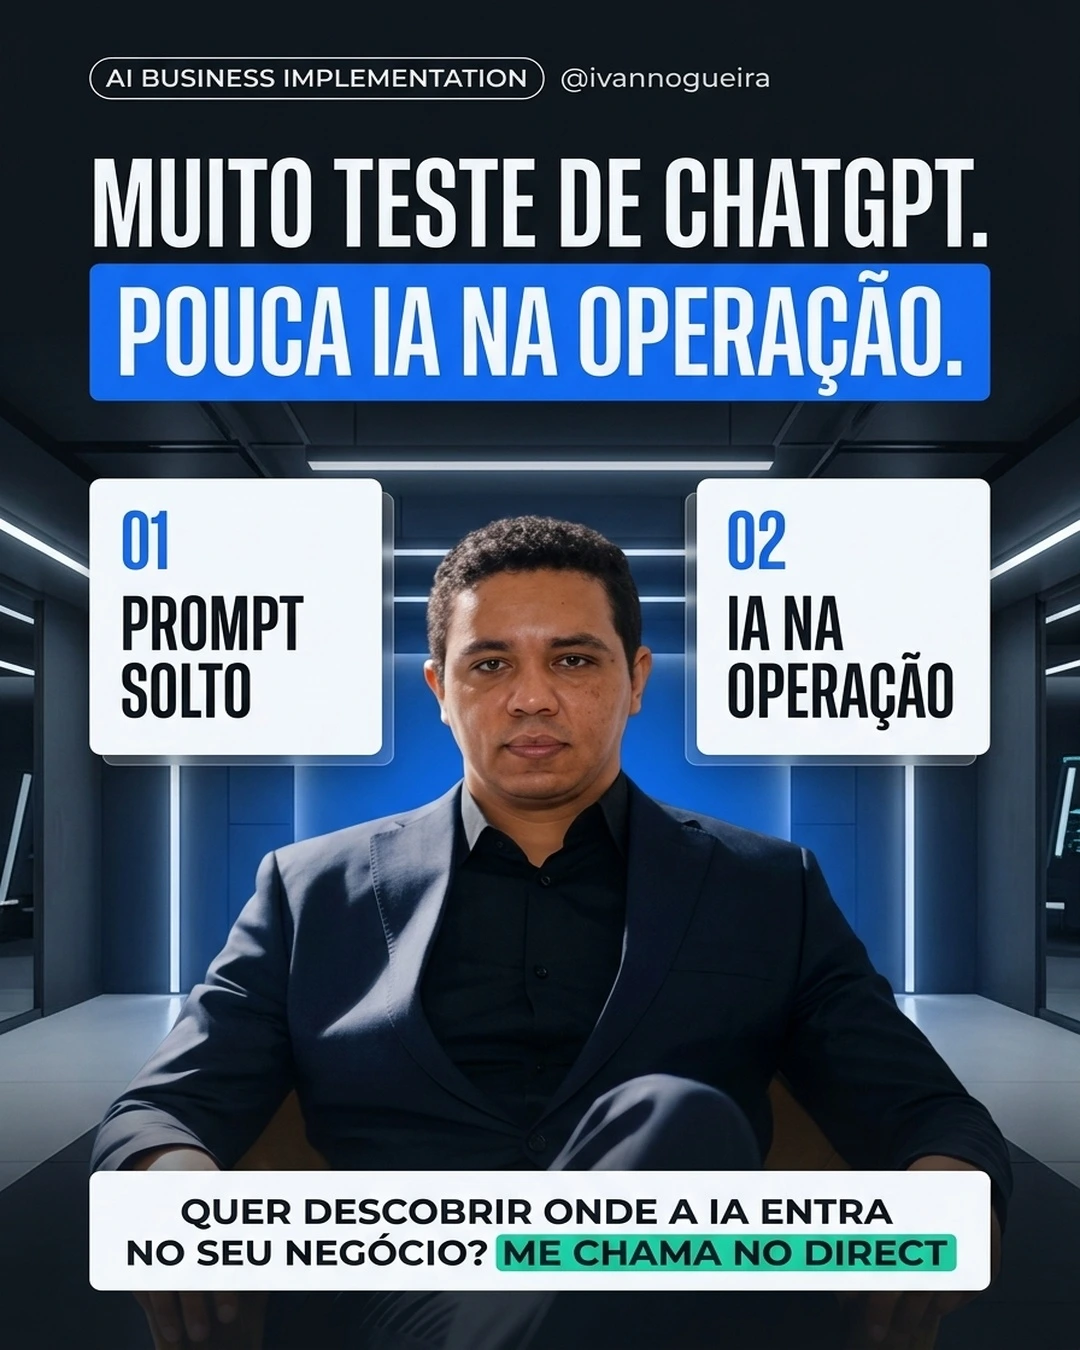 AI BUSINESS IMPLEMENTATION @ivannogueira
MUITO TESTE DE CHATGPT.
POUCA IA NA OPERAÇÃO.
01
PROMPT
SOLTO
02
IA NA
OPERAÇÃO
QUER DESCOBRIR ONDE A IA ENTRA
NO SEU NEGÓCIO? ME CHAMA NO DIRECT